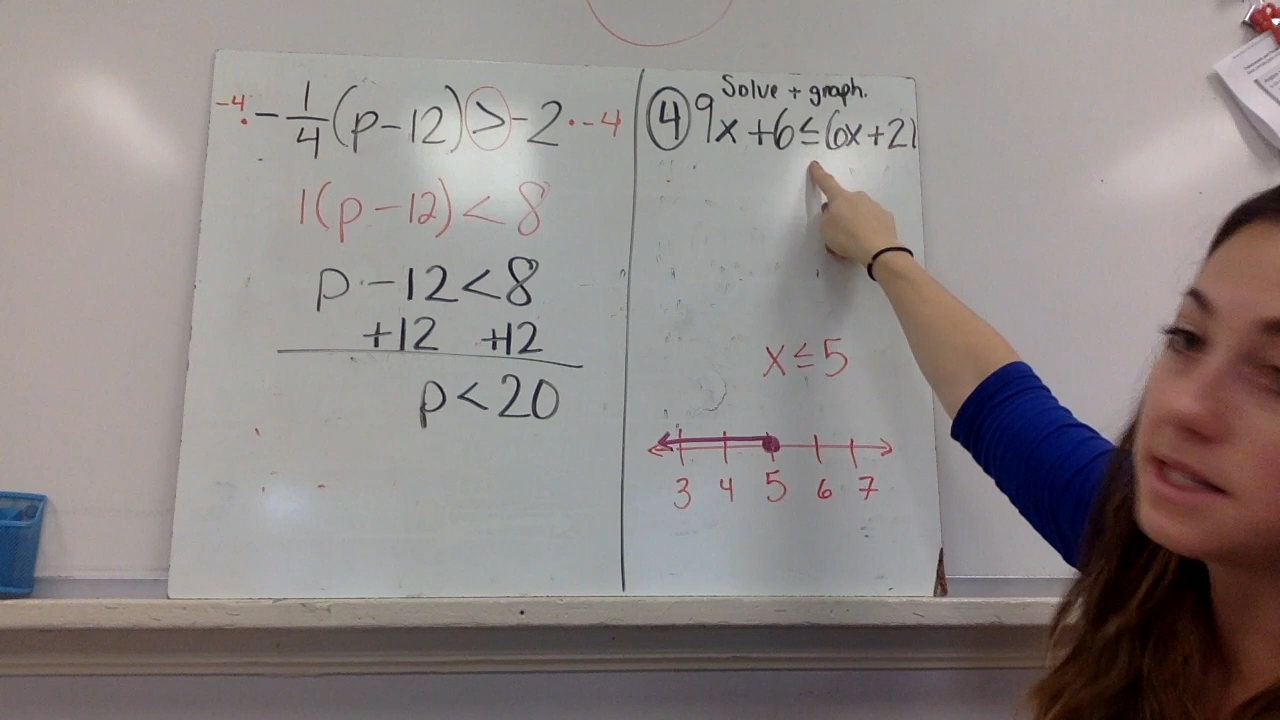 -4 · -1/4 (p-12) > -2 · -4
1(p-12) < 8
p-12 < 8
+12 +12
p < 20
Solve + graph.
④ 9x + 6 ≤ 6x + 21
x ≤ 5
3 4 5 6 7